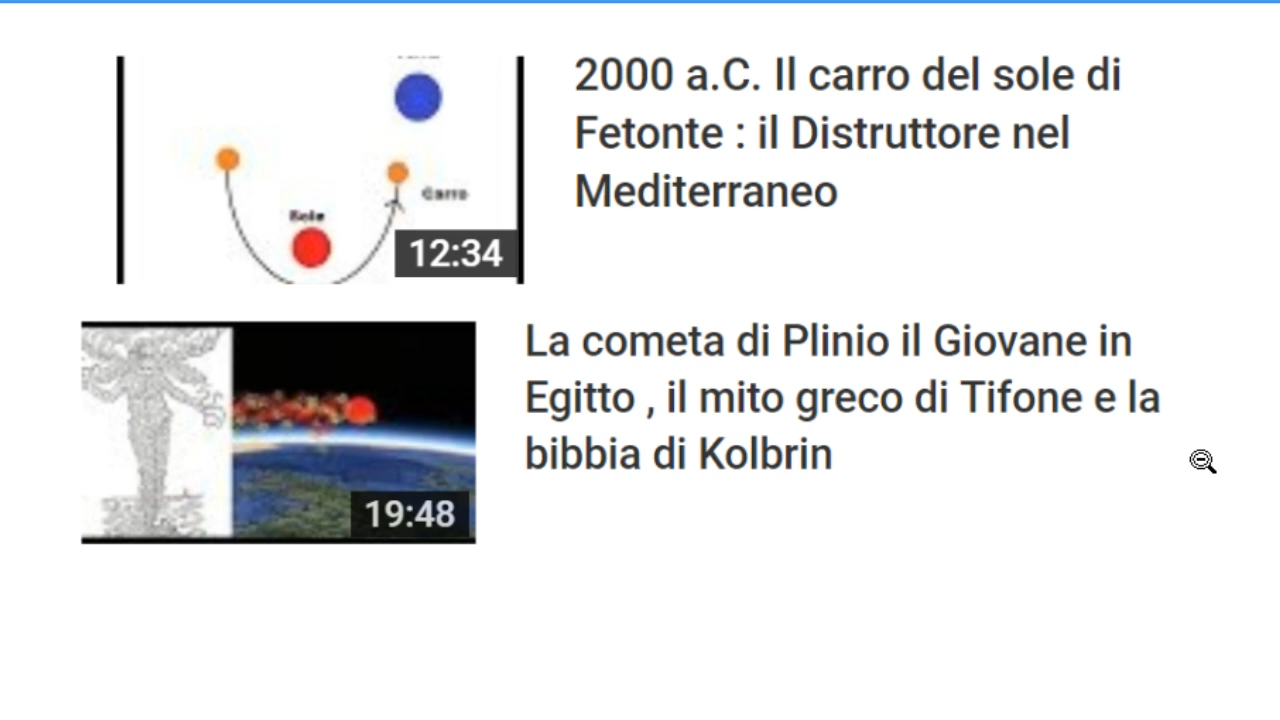 2000 a.C. Il carro del sole di
Fetonte : il Distruttore nel
Mediterraneo
Carro
Sole
12:34
La cometa di Plinio il Giovane in
Egitto , il mito greco di Tifone e la
bibbia di Kolbrin
19:48